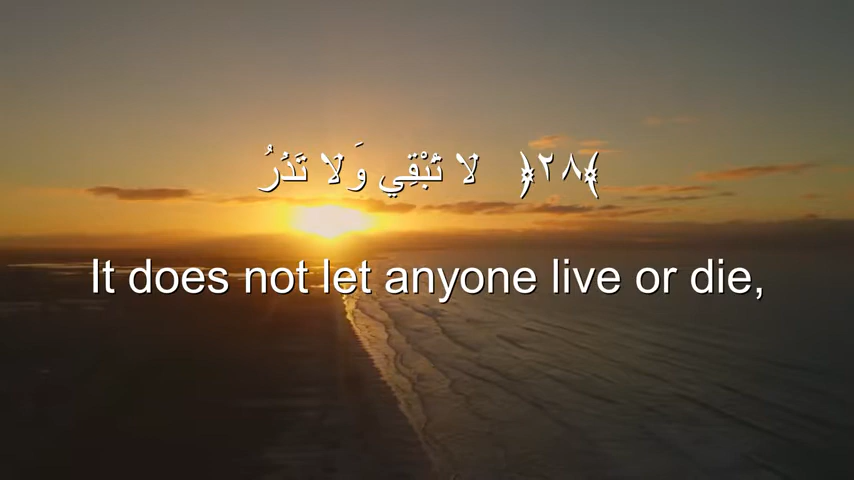 ﴿٢٨﴾ لا تُبْقِي وَلا تَذَرُ
It does not let anyone live or die,